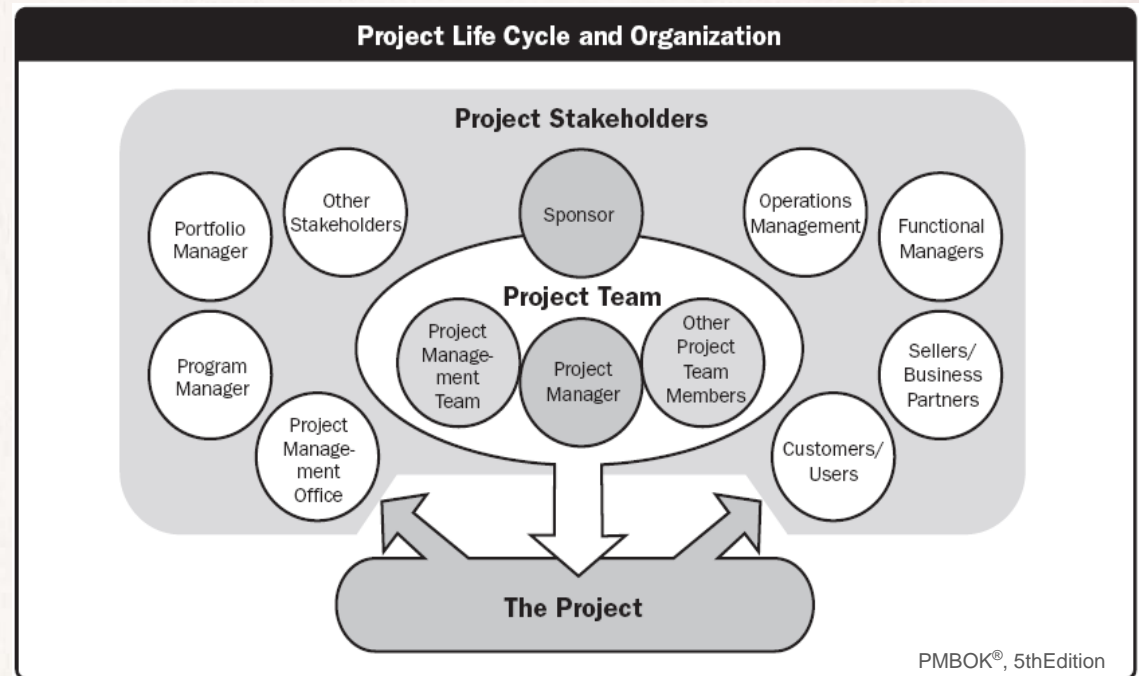 Project Life Cycle and Organization
Project Stakeholders
Portfolio
Manager
Other
Stakeholders
Sponsor
Operations
Management
Functional
Managers
Project Team
Project
Manage-
ment
Team
Project
Manager
Other
Project
Team
Members
Program
Manager
Sellers/
Business
Partners
Project
Manage-
ment
Office
Customers/
Users
The Project
PMBOK®, 5thEdition